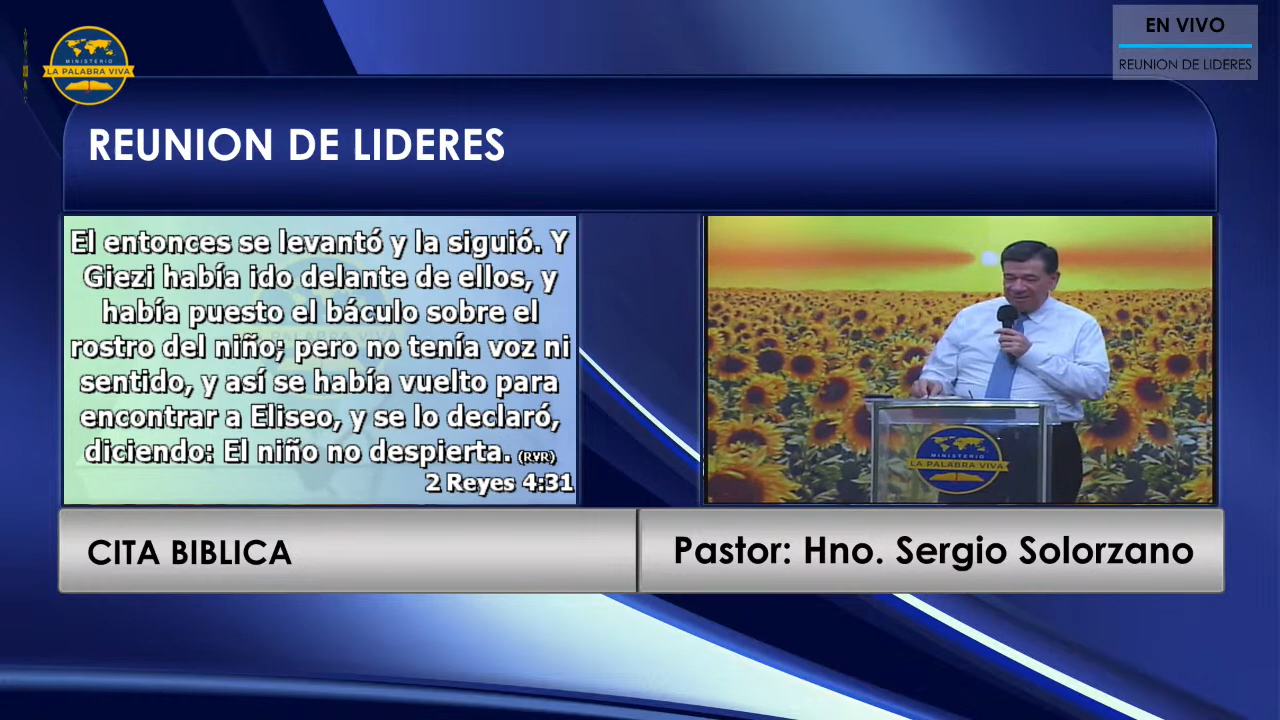 EN VIVO
REUNION DE LIDERES
MINISTERIO
LA PALABRA VIVA
REUNION DE LIDERES
El entonces se levantó y la siguió. Y
Giezi había ido delante de ellos, y
había puesto el báculo sobre el
rostro del niño; pero no tenía voz ni
sentido, y así se había vuelto para
encontrar a Eliseo, y se lo declaró,
diciendo: El niño no despierta. (RVR)
2 Reyes 4:31
MINISTERIO
LA PALABRA VIVA
CITA BIBLICA
Pastor: Hno. Sergio Solorzano